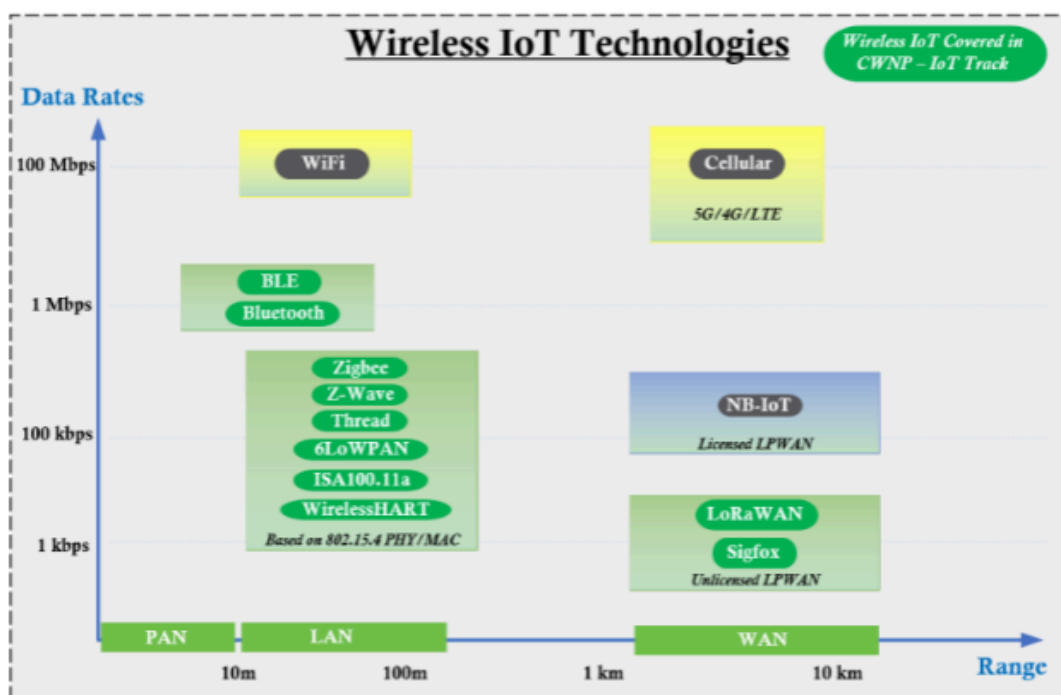 Wireless IoT Technologies
Wireless IoT Covered in
CWNP – IoT Track
Data Rates
100 Mbps
WiFi
Cellular
5G/4G/LTE
BLE
1 Mbps
Bluetooth
Zigbee
Z-Wave
Thread
NB-IoT
100 kbps
6LoWPAN
Licensed LPWAN
ISA100.11a
WirelessHART
LoRaWAN
Based on 802.15.4 PHY/MAC
1 kbps
Sigfox
Unlicensed LPWAN
PAN
LAN
WAN
10m
100m
1 km
10 km
Range